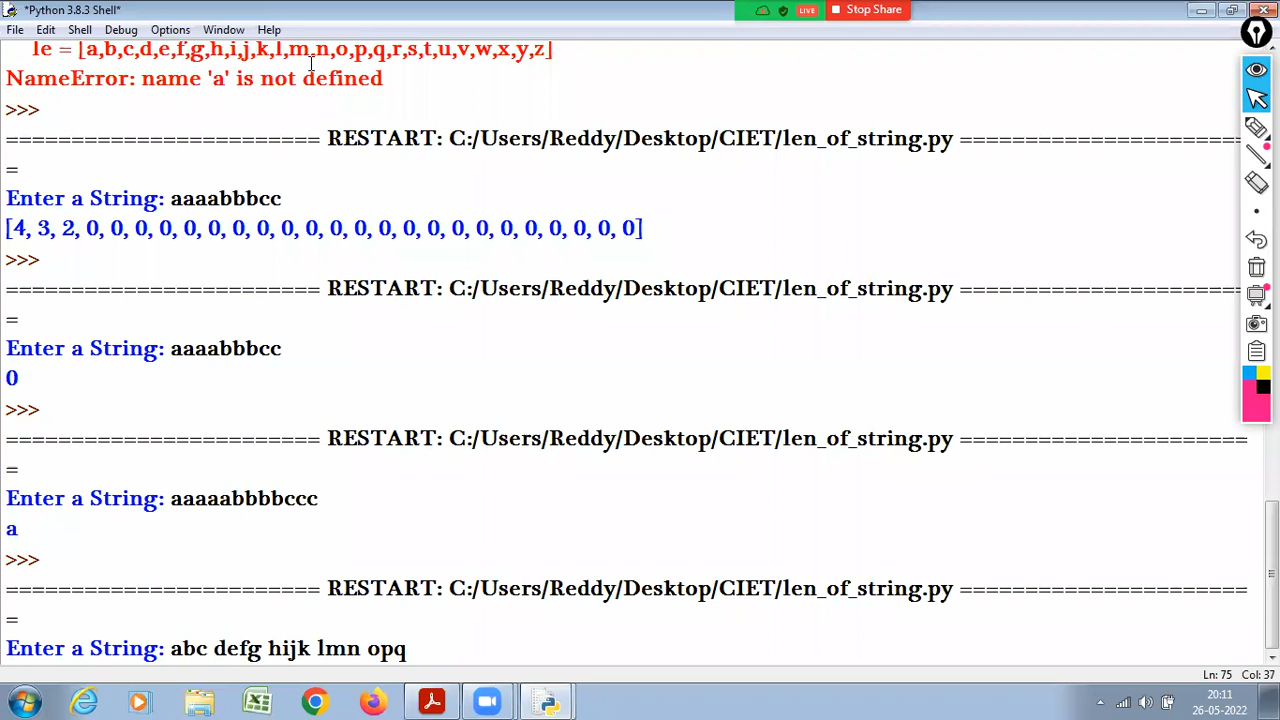 *Python 3.8.3 Shell*
LIVE
Stop Share
File Edit Shell Debug Options Window Help
le = [a,b,c,d,e,f,g,h,i,j,k,l,m,n,o,p,q,r,s,t,u,v,w,x,y,z]
NameError: name 'a' is not defined
>>>
======================== RESTART: C:/Users/Reddy/Desktop/CIET/len_of_string.py ======================
=
Enter a String: aaaabbbcc
[4, 3, 2, 0, 0, 0, 0, 0, 0, 0, 0, 0, 0, 0, 0, 0, 0, 0, 0, 0, 0, 0, 0, 0, 0, 0]
>>>
======================== RESTART: C:/Users/Reddy/Desktop/CIET/len_of_string.py ======================
=
Enter a String: aaaabbbcc
0
>>>
======================== RESTART: C:/Users/Reddy/Desktop/CIET/len_of_string.py ======================
=
Enter a String: aaaaabbbbccc
a
>>>
======================== RESTART: C:/Users/Reddy/Desktop/CIET/len_of_string.py ======================
=
Enter a String: abc defg hijk lmn opq
Ln: 75 Col: 37
20:11
26-05-2022